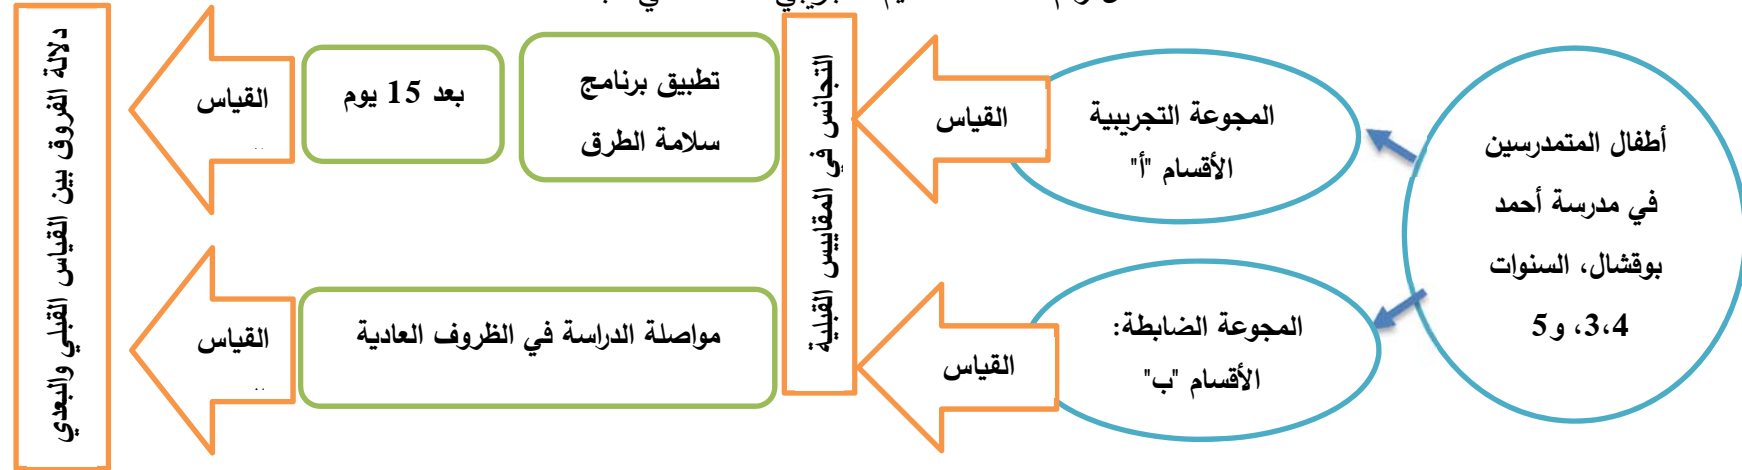 أطفال المتمدرسين
في مدرسة أحمد
بوقشال، السنوات
3،4، و5
المجوعة التجريبية
الأقسام "أ"
القياس
المجوعة الضابطة:
الأقسام "ب"
القياس
التجانس في المقاييس القبلية
تطبيق برنامج
سلامة الطرق
بعد 15 يوم
القياس
مواصلة الدراسة في الظروف العادية
القياس
دلالة الفروق بين القياس القبلي والبعدي